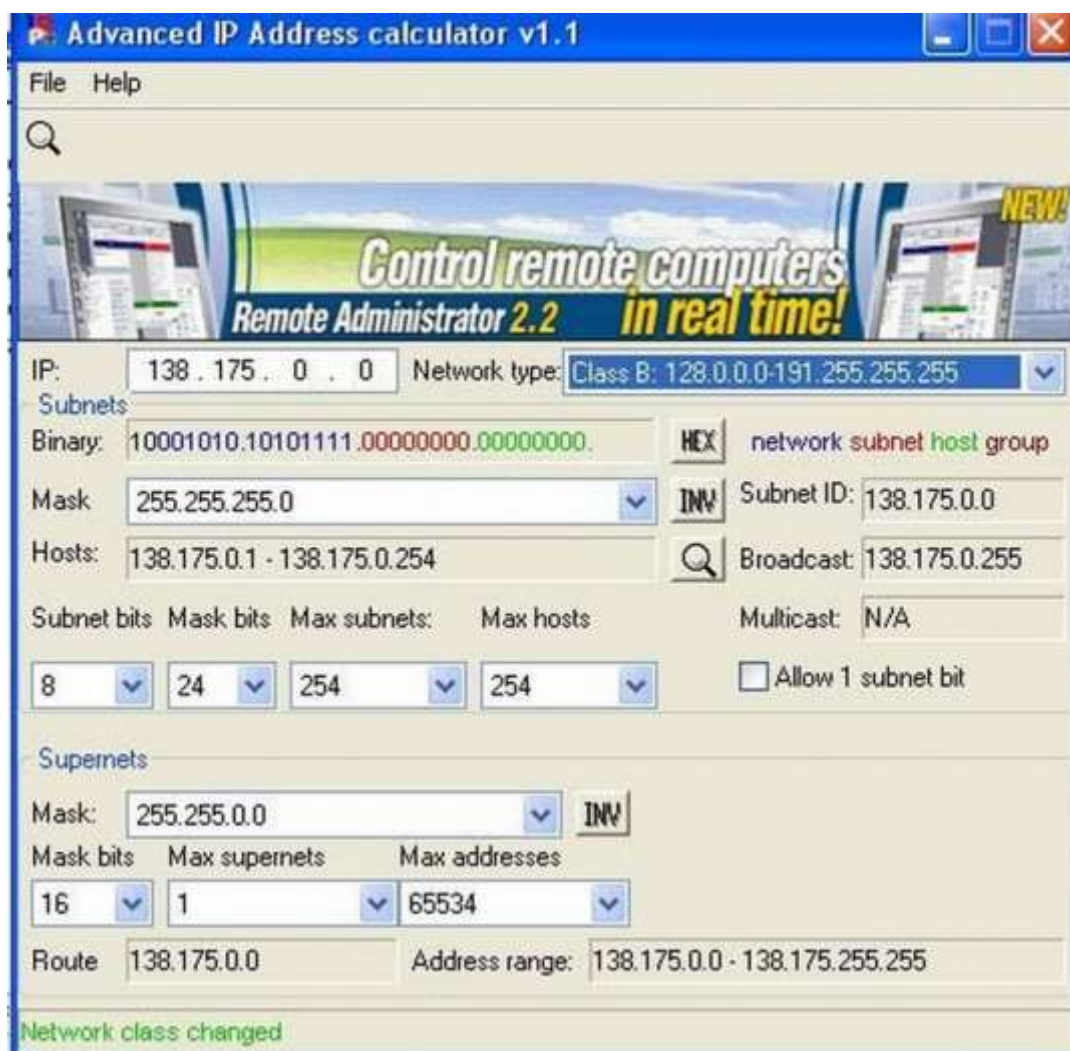 Advanced IP Address calculator v1.1
File Help
NEW!
Control remote computers
Remote Administrator 2.2 in real time!
IP: 138 . 175 . 0 . 0 Network type: Class B: 128.0.0.0-191.255.255.255
Subnets
Binary: 10001010.10101111.00000000.00000000. HEX network subnet host group
Mask 255.255.255.0 INV Subnet ID: 138.175.0.0
Hosts: 138.175.0.1 - 138.175.0.254 Broadcast: 138.175.0.255
Subnet bits Mask bits Max subnets: Max hosts Multicast: N/A
8 24 254 254 Allow 1 subnet bit
Supernets
Mask: 255.255.0.0 INV
Mask bits Max supernets Max addresses
16 1 65534
Route 138.175.0.0 Address range: 138.175.0.0 - 138.175.255.255
Network class changed